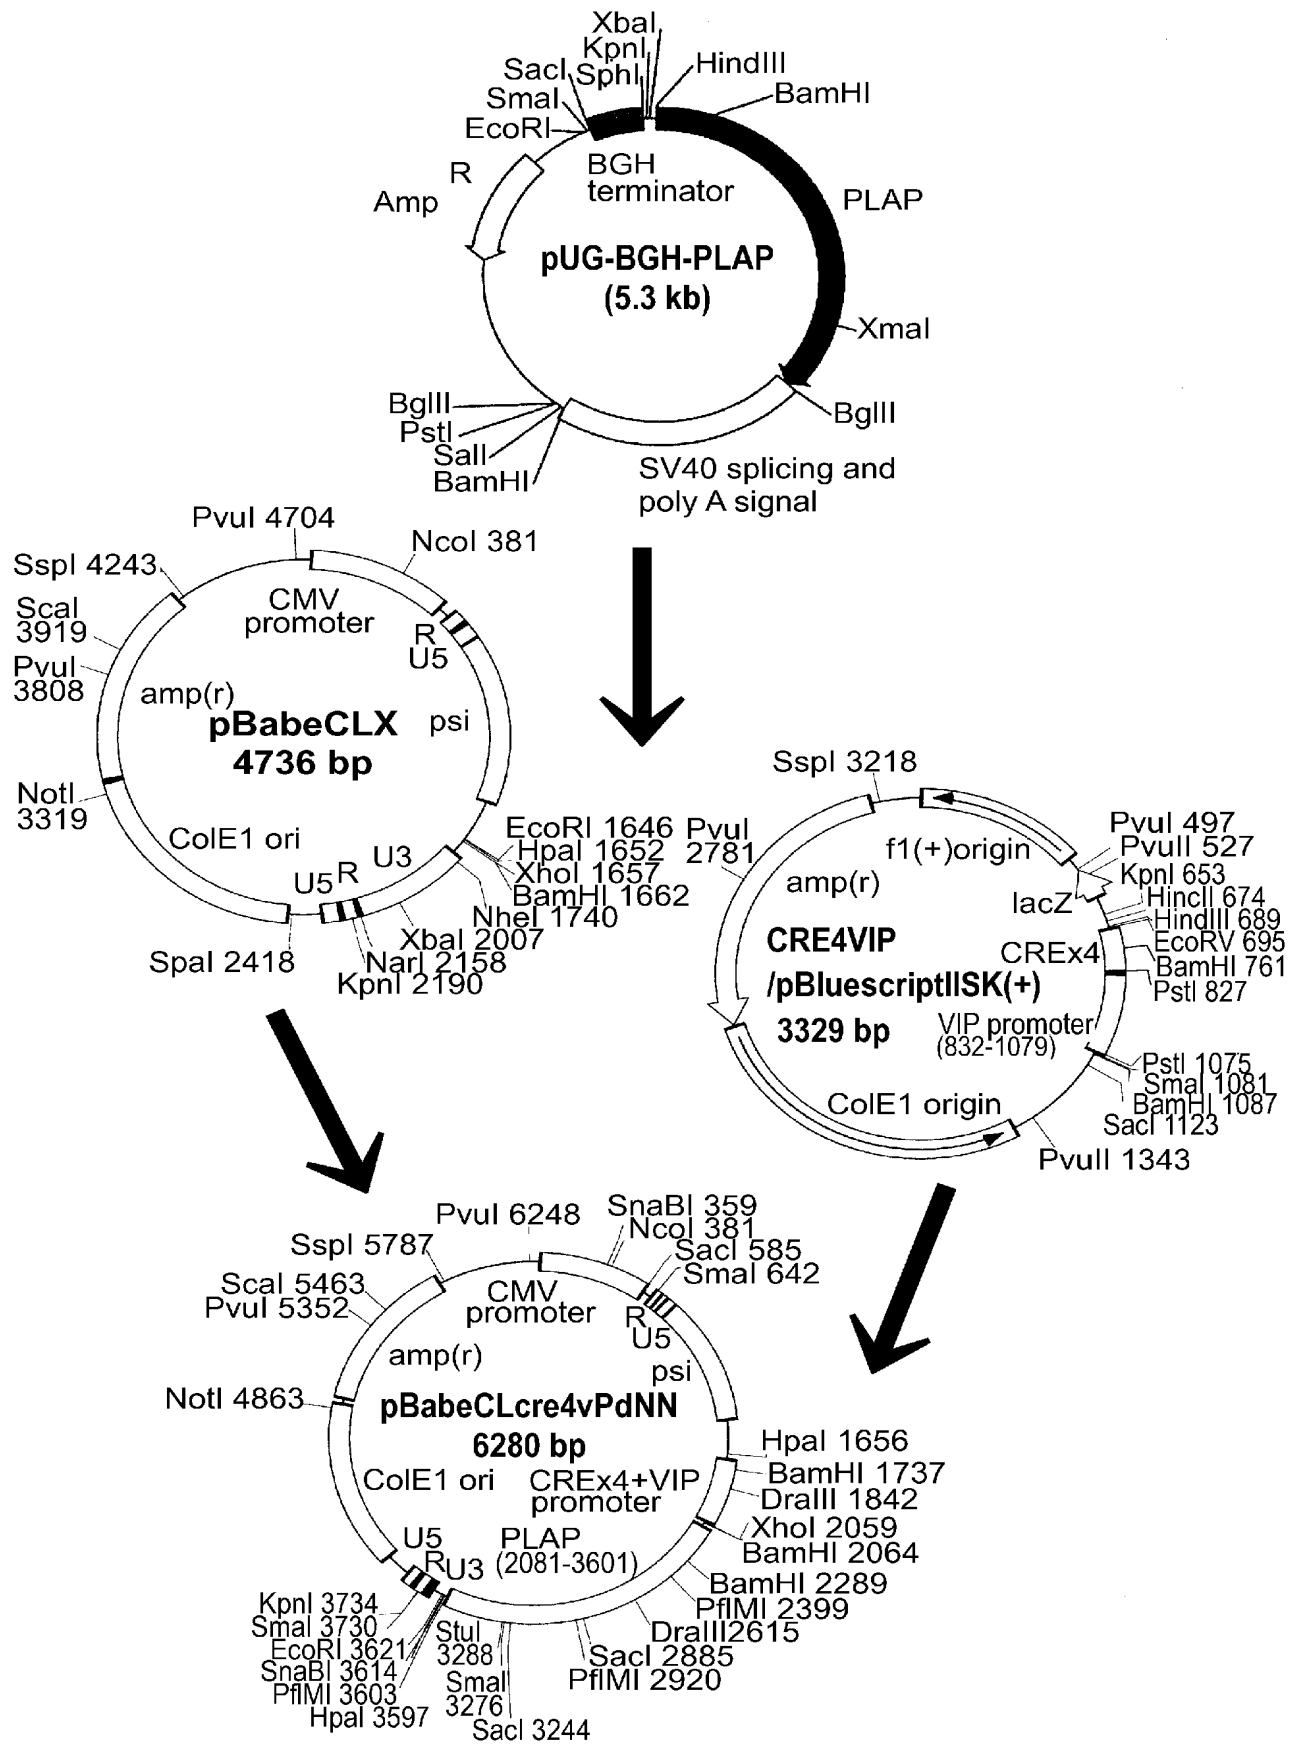 XbaI
KpnI
SphI
SacI
SmaI
EcoRI
HindIII
BamHI
R
Amp
BGH
terminator
PLAP
pUG-BGH-PLAP
(5.3 kb)
XmaI
BglII
BglII
PstI
SalI
BamHI
SV40 splicing and
poly A signal
PvuI 4704
NcoI 381
SspI 4243
ScaI
3919
PvuI
3808
CMV
promoter
R
U5
amp(r)
pBabeCLX
4736 bp
psi
NotI
3319
ColE1 ori
U5
R
U3
EcoRI 1646
HpaI 1652
XhoI 1657
BamHI 1662
NheI 1740
XbaI 2007
NarI 2158
KpnI 2190
SpaI 2418
SspI 3218
PvuI
2781
f1(+)origin
PvuI 497
PvuII 527
KpnI 653
HincII 674
HindIII 689
EcoRV 695
BamHI 761
PstI 827
amp(r)
lacZ
CREx4
CRE4VIP
/pBluescriptIISK(+)
3329 bp
VIP promoter
(832-1079)
PstI 1075
SmaI 1081
BamHI 1087
SacI 1123
ColE1 origin
PvuII 1343
PvuI 6248
SnaBI 359
NcoI 381
SacI 585
SmaI 642
SspI 5787
ScaI 5463
PvuI 5352
CMV
promoter
R
U5
psi
amp(r)
NotI 4863
pBabeCLcre4vPdNN
6280 bp
ColE1 ori
CREx4+VIP
promoter
HpaI 1656
BamHI 1737
DraIII 1842
XhoI 2059
BamHI 2064
U5
R
U3
PLAP
(2081-3601)
BamHI 2289
PflMI 2399
DraIII2615
SacI 2885
PflMI 2920
KpnI 3734
SmaI 3730
EcoRI 3621
SnaBI 3614
PflMI 3603
HpaI 3597
StuI
3288
SmaI
3276
SacI 3244